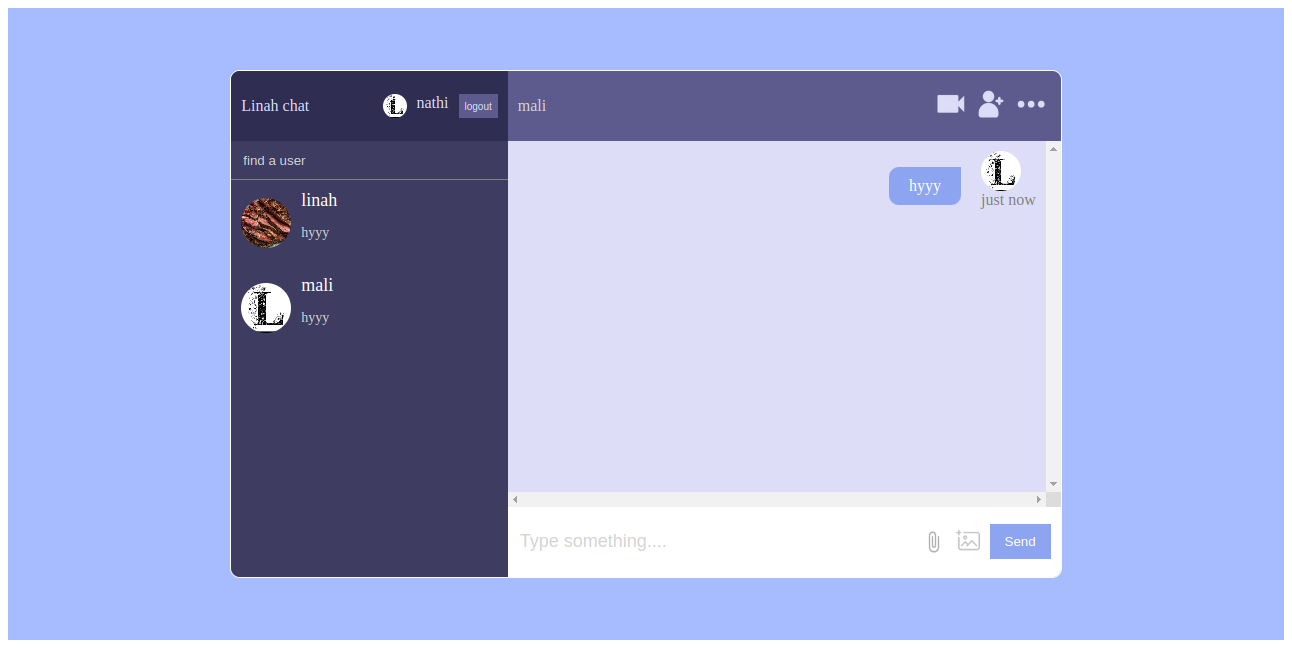 Linah chat
nathi
logout
mali
find a user
linah
hyyy
L
mali
hyyy
hyyy
just now
Type something....
Send